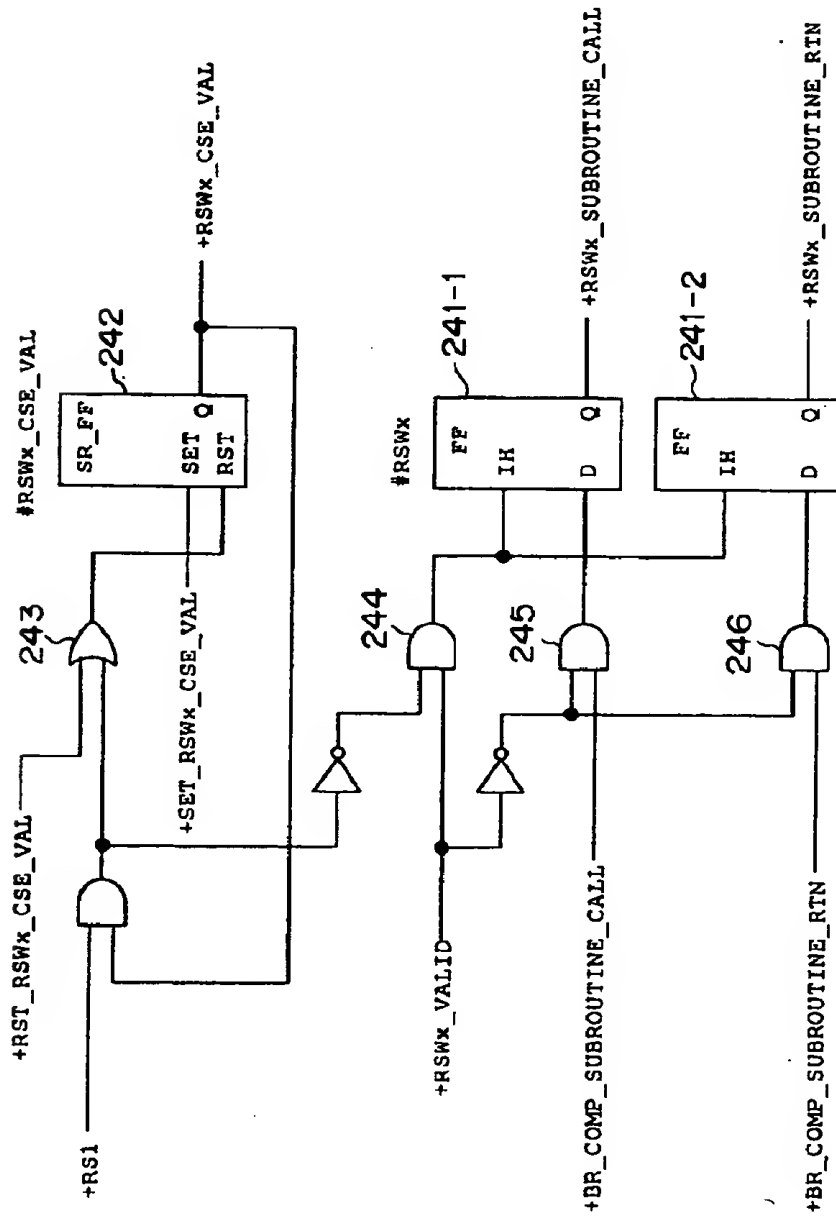 +RST_RSWx_CSE_VAL
+RS1
243
+SET_RSWx_CSE_VAL
#RSWx_CSE_VAL
SR_FF
242
SET
RST
Q
+RSWx_CSE_VAL
+RSWx_VALID
244
#RSWx
241-1
FF
IH
D
Q
+RSWx_SUBROUTINE_CALL
245
+BR_COMP_SUBROUTINE_CALL
241-2
FF
IH
D
Q
+RSWx_SUBROUTINE_RTN
246
+BR_COMP_SUBROUTINE_RTN